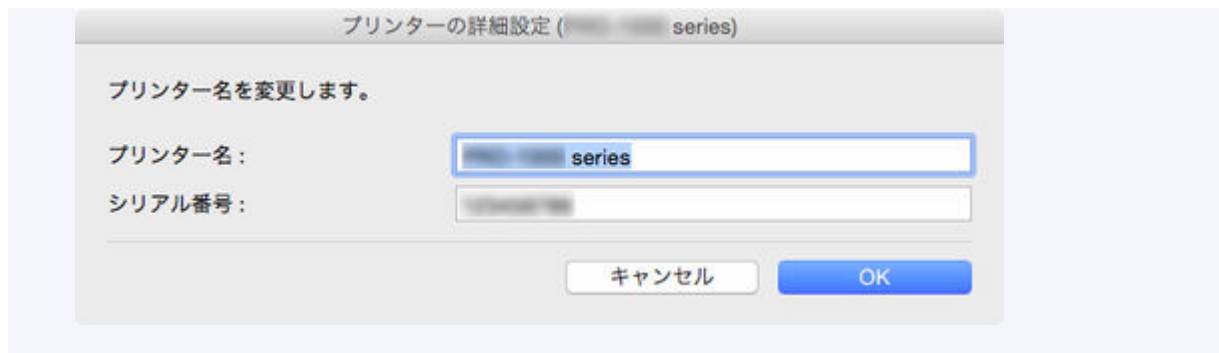 プリンターの詳細設定 ( series)
プリンター名を変更します。
プリンター名 :
series
シリアル番号 :
キャンセル
OK